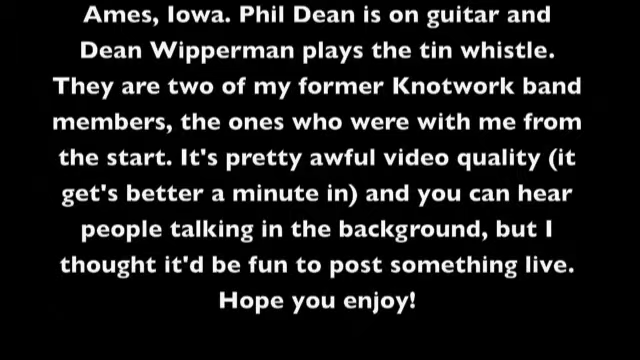 Ames, Iowa. Phil Dean is on guitar and
Dean Wipperman plays the tin whistle.
They are two of my former Knotwork band
members, the ones who were with me from
the start. It's pretty awful video quality (it
get's better a minute in) and you can hear
people talking in the background, but I
thought it'd be fun to post something live.
Hope you enjoy!